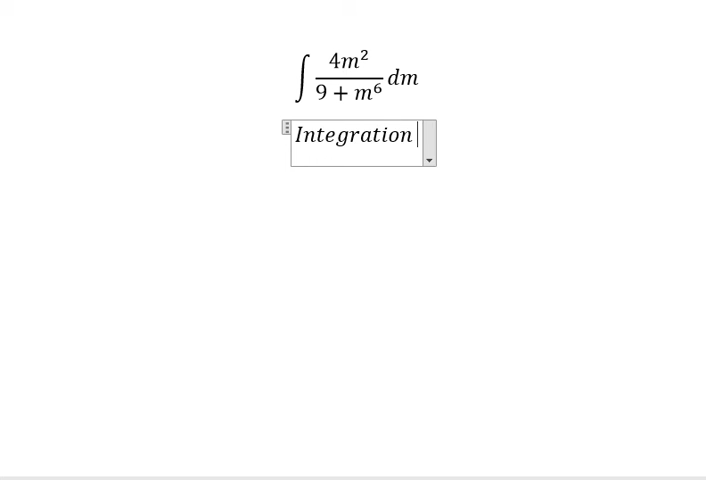 ∫ 4m²/(9 + m⁶) dm
Integration